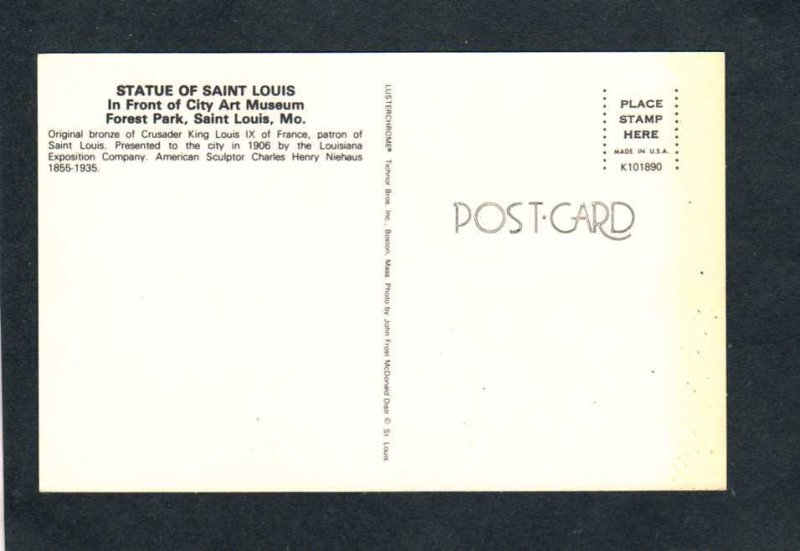 STATUE OF SAINT LOUIS
In Front of City Art Museum
Forest Park, Saint Louis, Mo.
Original bronze of Crusader King Louis IX of France, patron of
Saint Louis. Presented to the city in 1906 by the Louisiana
Exposition Company. American Sculptor Charles Henry Niehaus
1855-1935.
LUSTERCHROME® Tichnor Bros. Inc., Boston, Mass. Photo by John Frost McDonald Distr © St. Louis
PLACE
STAMP
HERE
MADE IN U.S.A.
K101890
POST·CARD